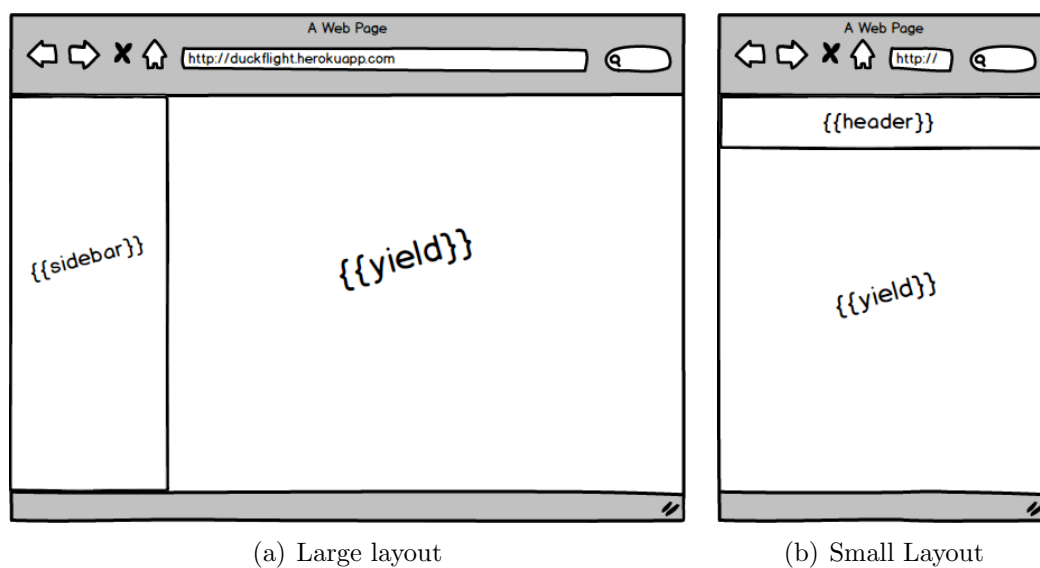 A Web Page
http://duckflight.herokuapp.com
{{sidebar}}
{{yield}}
(a) Large layout
A Web Page
http://
{{header}}
{{yield}}
(b) Small Layout